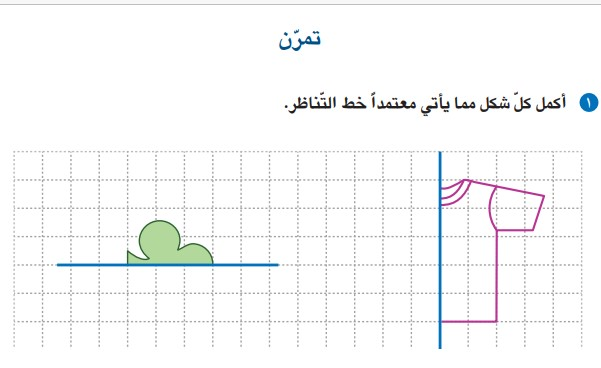 تمرّن
١ أكمل كلّ شكل مما يأتي معتمداً خط التّناظر.